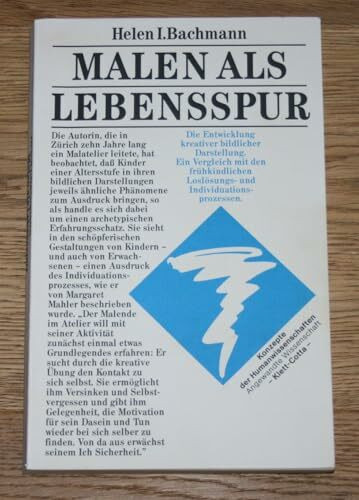 Helen I.Bachmann
MALEN ALS
LEBENSSPUR
Die Autorin, die in
Zürich zehn Jahre lang
ein Malatelier leitete, hat
beobachtet, daß Kinder
einer Altersstufe in ihren
bildlichen Darstellungen
jeweils ähnliche Phänomene
zum Ausdruck bringen, so
als handle es sich dabei
um einen archetypischen
Erfahrungsschatz. Sie sieht
in den schöpferischen
Gestaltungen von Kindern –
und auch von Erwach-
senen – einen Ausdruck
des Individuations-
prozesses, wie er
von Margaret
Mahler beschrieben
wurde. „Der Malende
im Atelier will mit
seiner Aktivität
zunächst einmal etwas
Grundlegendes erfahren: Er
sucht durch die kreative
Übung den Kontakt zu
sich selbst. Sie ermöglicht
ihm Versinken und Selbst-
vergessen und gibt ihm
Gelegenheit, die Motivation
für sein Dasein und Tun
wieder bei sich selber zu
finden. Von da aus erwächst
seinem Ich Sicherheit.”
Die Entwicklung
kreativer bildlicher
Darstellung.
Ein Vergleich mit den
frühkindlichen
Loslösungs- und
Individuations-
prozessen.
Konzepte
der Humanwissenschaften
Angewandte Wissenschaft
– Klett-Cotta –